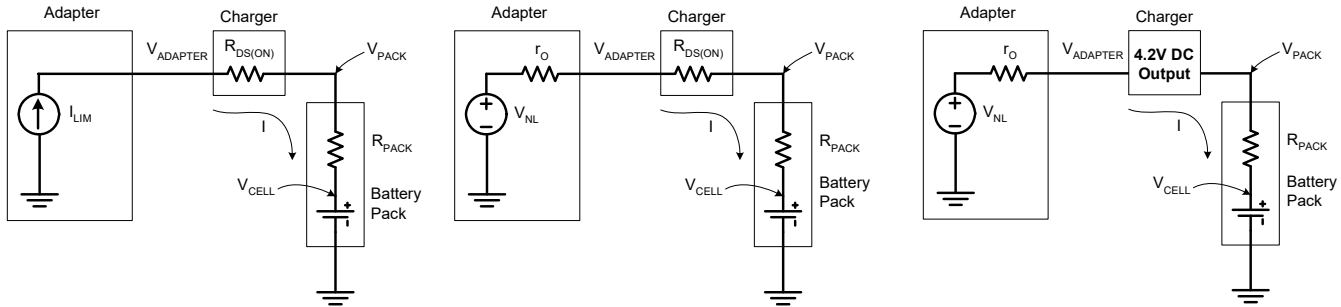 Adapter
Charger
V_ADAPTER
R_DS(ON)
V_PACK
I_LIM
I
R_PACK
V_CELL
Battery
Pack
+
Adapter
Charger
r_O
V_ADAPTER
R_DS(ON)
V_PACK
+
V_NL
I
R_PACK
V_CELL
Battery
Pack
+
Adapter
Charger
r_O
V_ADAPTER
4.2V DC
Output
V_PACK
+
V_NL
I
R_PACK
V_CELL
Battery
Pack
+